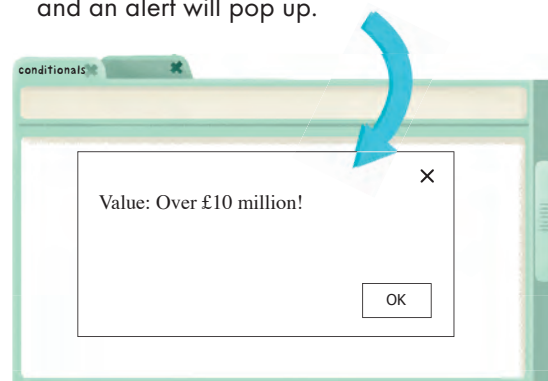 and an alert will pop up.
conditionals
Value: Over £10 million!
OK